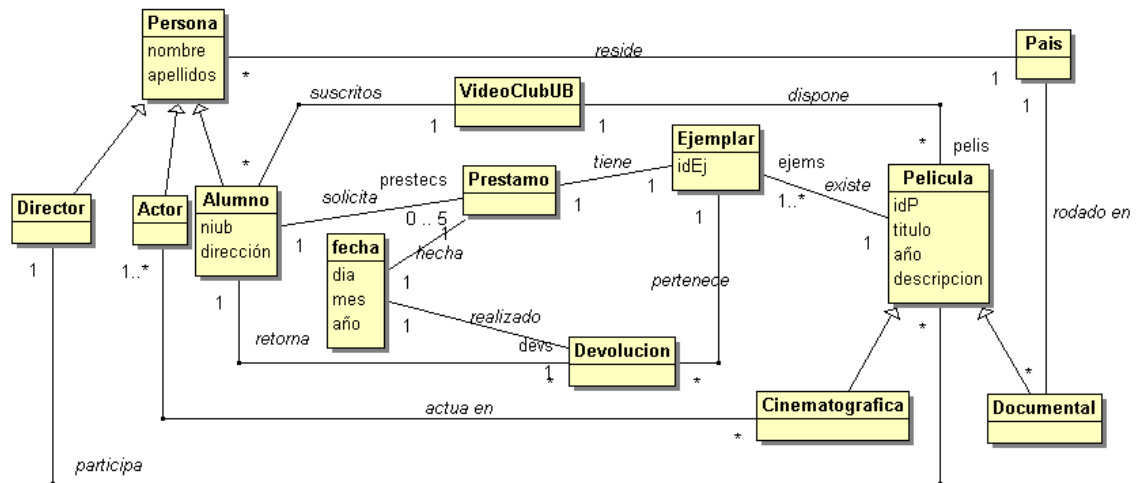 Persona
nombre
apellidos
reside
*
Pais
1
1
suscritos
VideoClubUB
dispone
1
1
*
*
pelis
Ejemplar
idEj
ejems
1..*
existe
tiene
1
1
prestecs
Prestamo
solicita
0 .. 5
1
1
Director
Actor
Alumno
niub
dirección
Pelicula
idP
titulo
año
descripcion
rodado en
1
1
1..*
1
fecha
dia
mes
año
hecha
1
1
realizado
pertenece
1
retorna
devs
1
*
Devolucion
*
*
*
actua en
*
Cinematografica
Documental
participa